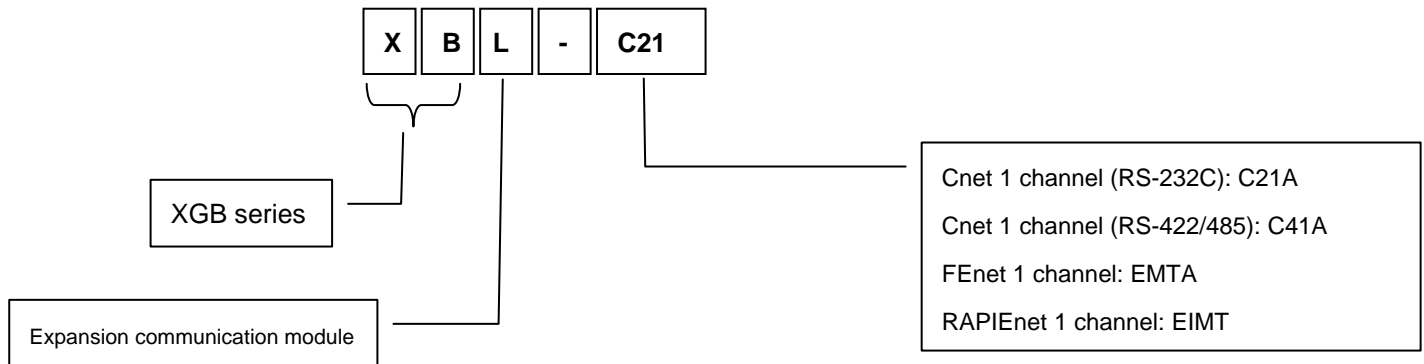 X B L - C21
Cnet 1 channel (RS-232C): C21A
Cnet 1 channel (RS-422/485): C41A
FEnet 1 channel: EMTA
RAPIEnet 1 channel: EIMT
XGB series
Expansion communication module